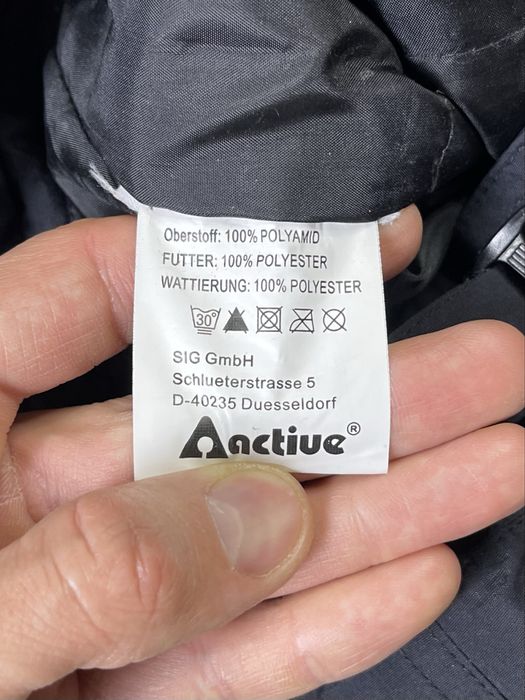 Oberstoff: 100% POLYAMID
FUTTER: 100% POLYESTER
WATTIERUNG: 100% POLYESTER
30°
SIG GmbH
Schlueterstrasse 5
D-40235 Duesseldorf
active®